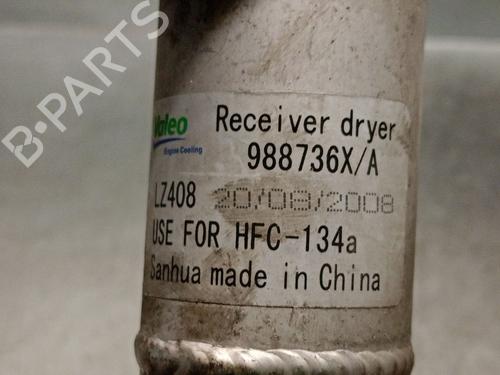 B-PARTS
Valeo
Engine Cooling
Receiver dryer
988736X/A
LZ408 20/08/2008
USE FOR HFC-134a
Sanhua made in China